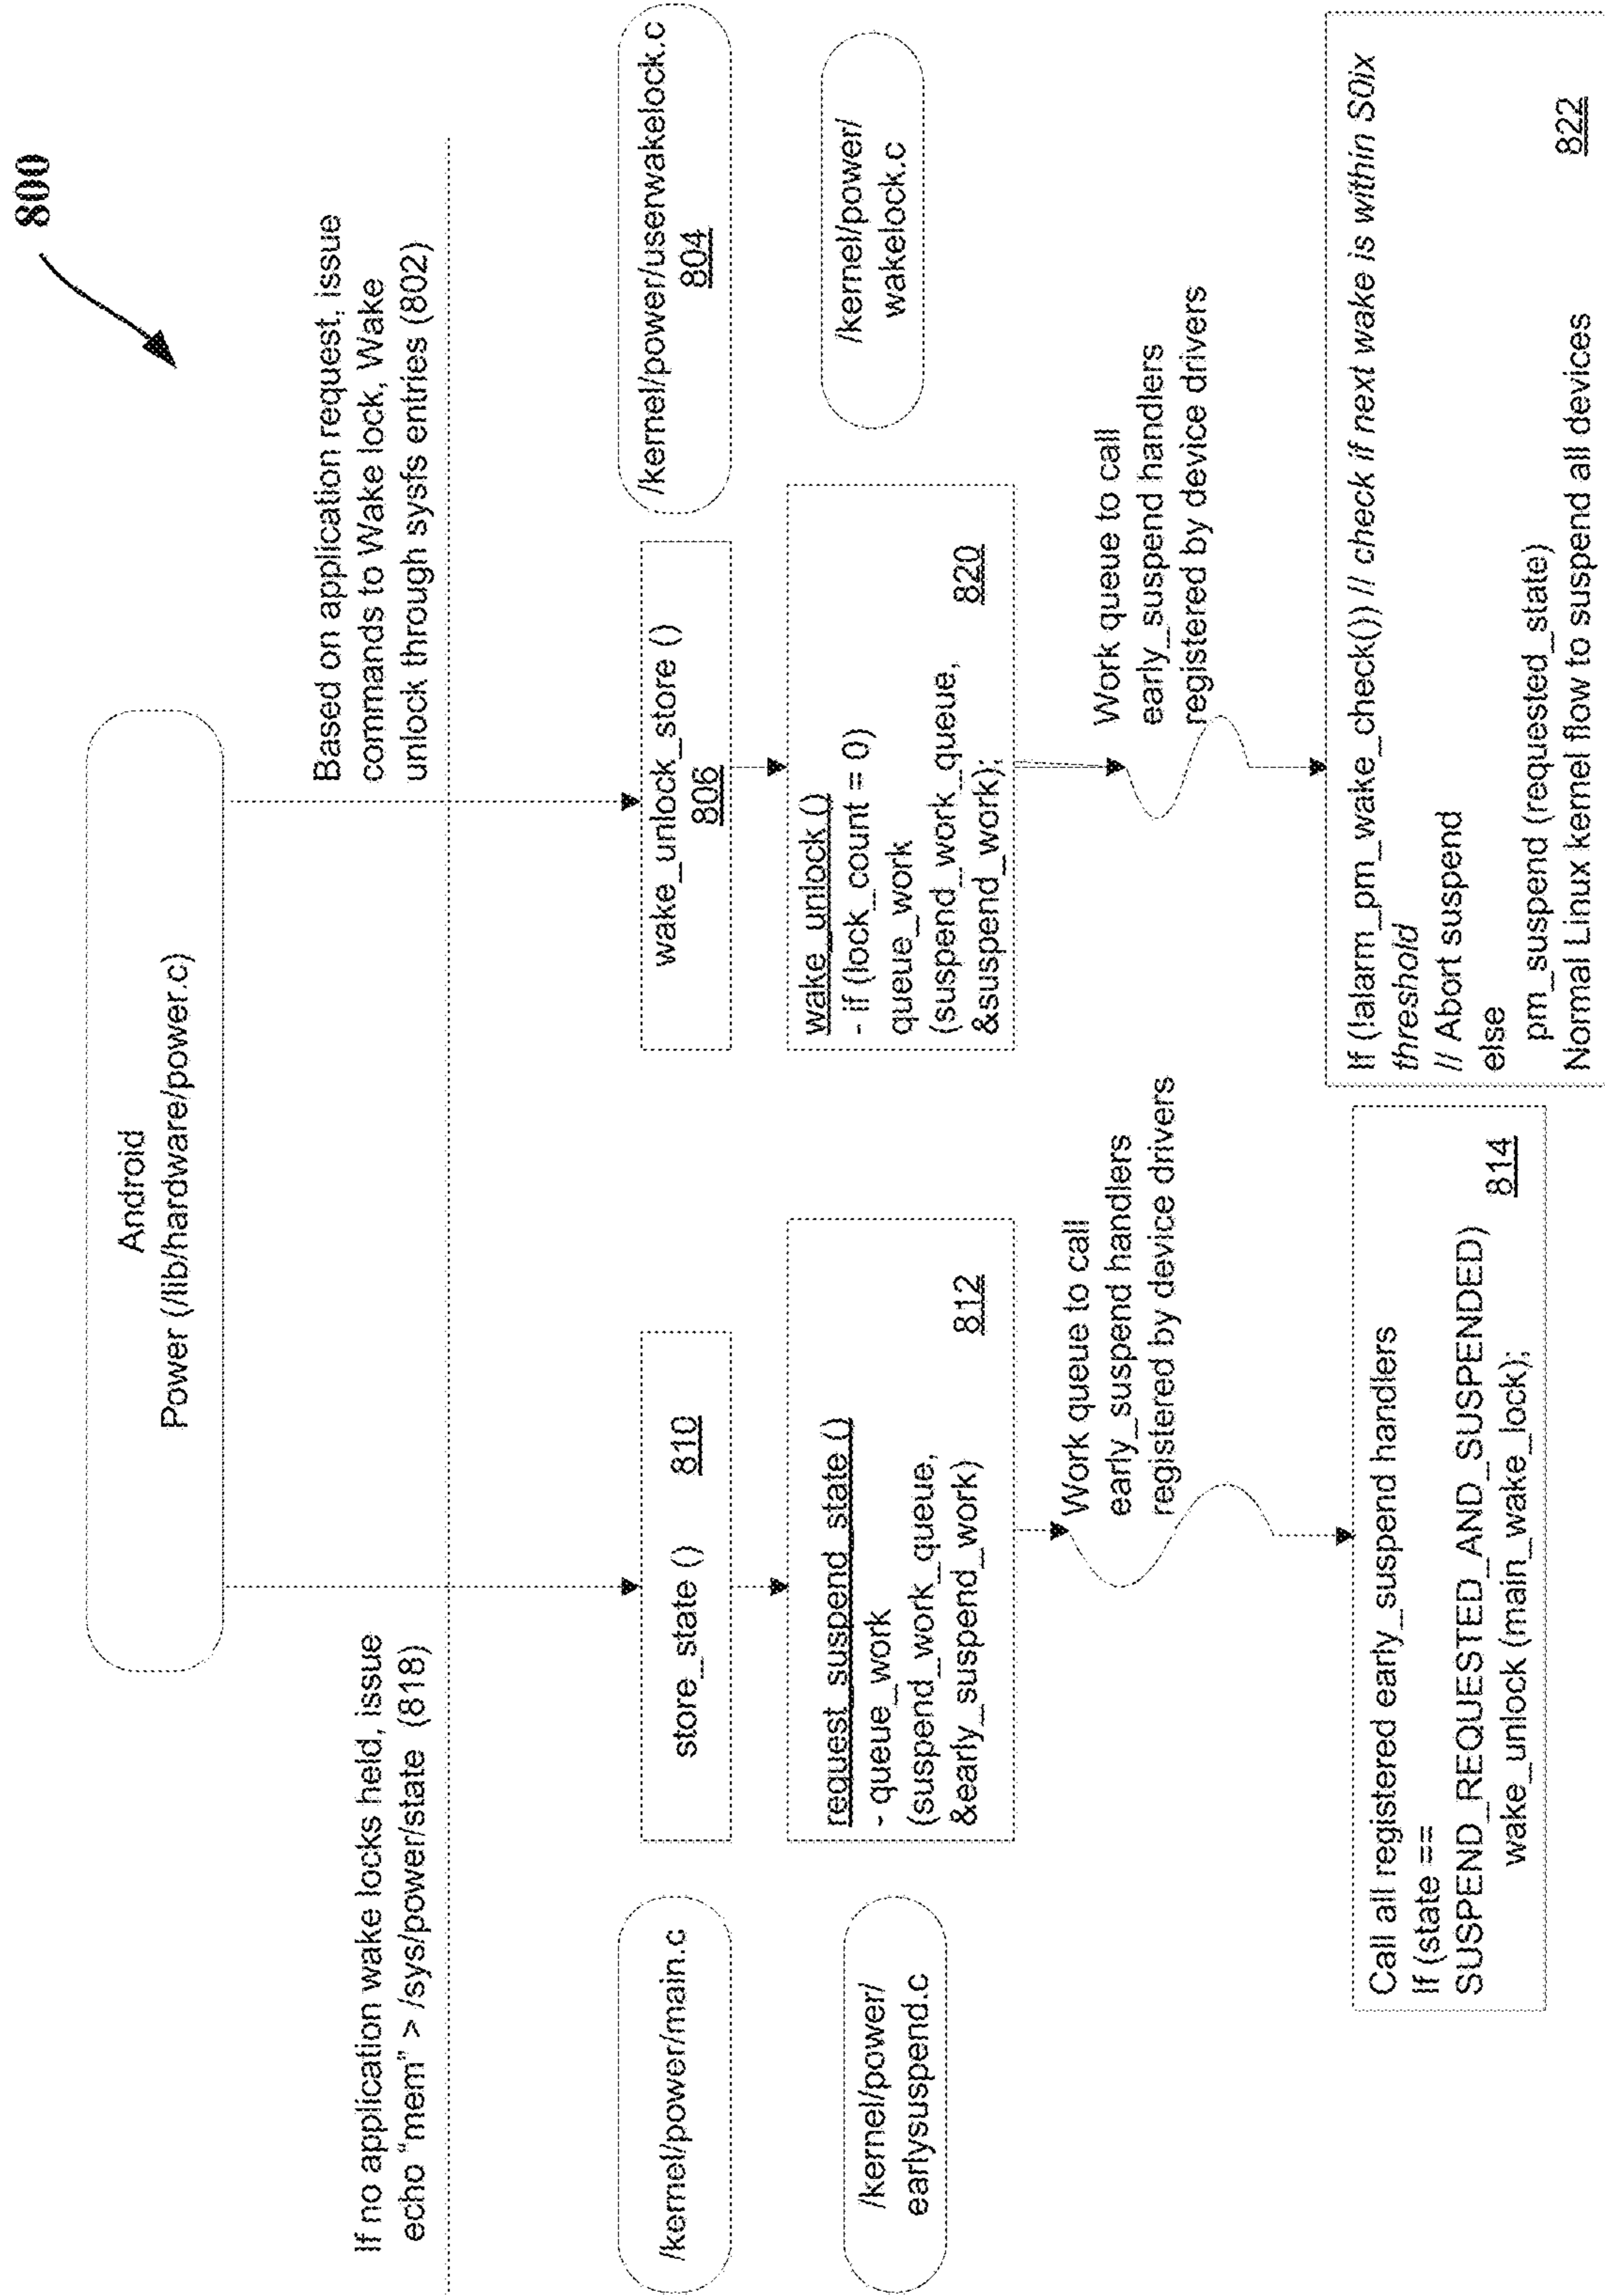 800
Android
Power (/lib/hardware/power.c)
If no application wake locks held, issue
echo "mem" > /sys/power/state (818)
Based on application request, issue
commands to Wake lock, Wake
unlock through sysfs entries (802)
/kernel/power/main.c
store_state () 810
wake_unlock_store ()
806
/kernel/power/userwakelock.c
804
/kernel/power/
earlysuspend.c
request_suspend_state ()
- queue_work
(suspend_work_queue,
&early_suspend_work)
812
wake_unlock ()
- if (lock_count = 0)
queue_work
(suspend_work_queue,
&suspend_work);
820
/kernel/power/
wakelock.c
Work queue to call
early_suspend handlers
registered by device drivers
Work queue to call
early_suspend handlers
registered by device drivers
Call all registered early_suspend handlers
If (state ==
SUSPEND_REQUESTED_AND_SUSPENDED)
wake_unlock (main_wake_lock);
814
If (!alarm_pm_wake_check()) // check if next wake is within S0ix
threshold
// Abort suspend
else
pm_suspend (requested_state)
Normal Linux kernel flow to suspend all devices
822